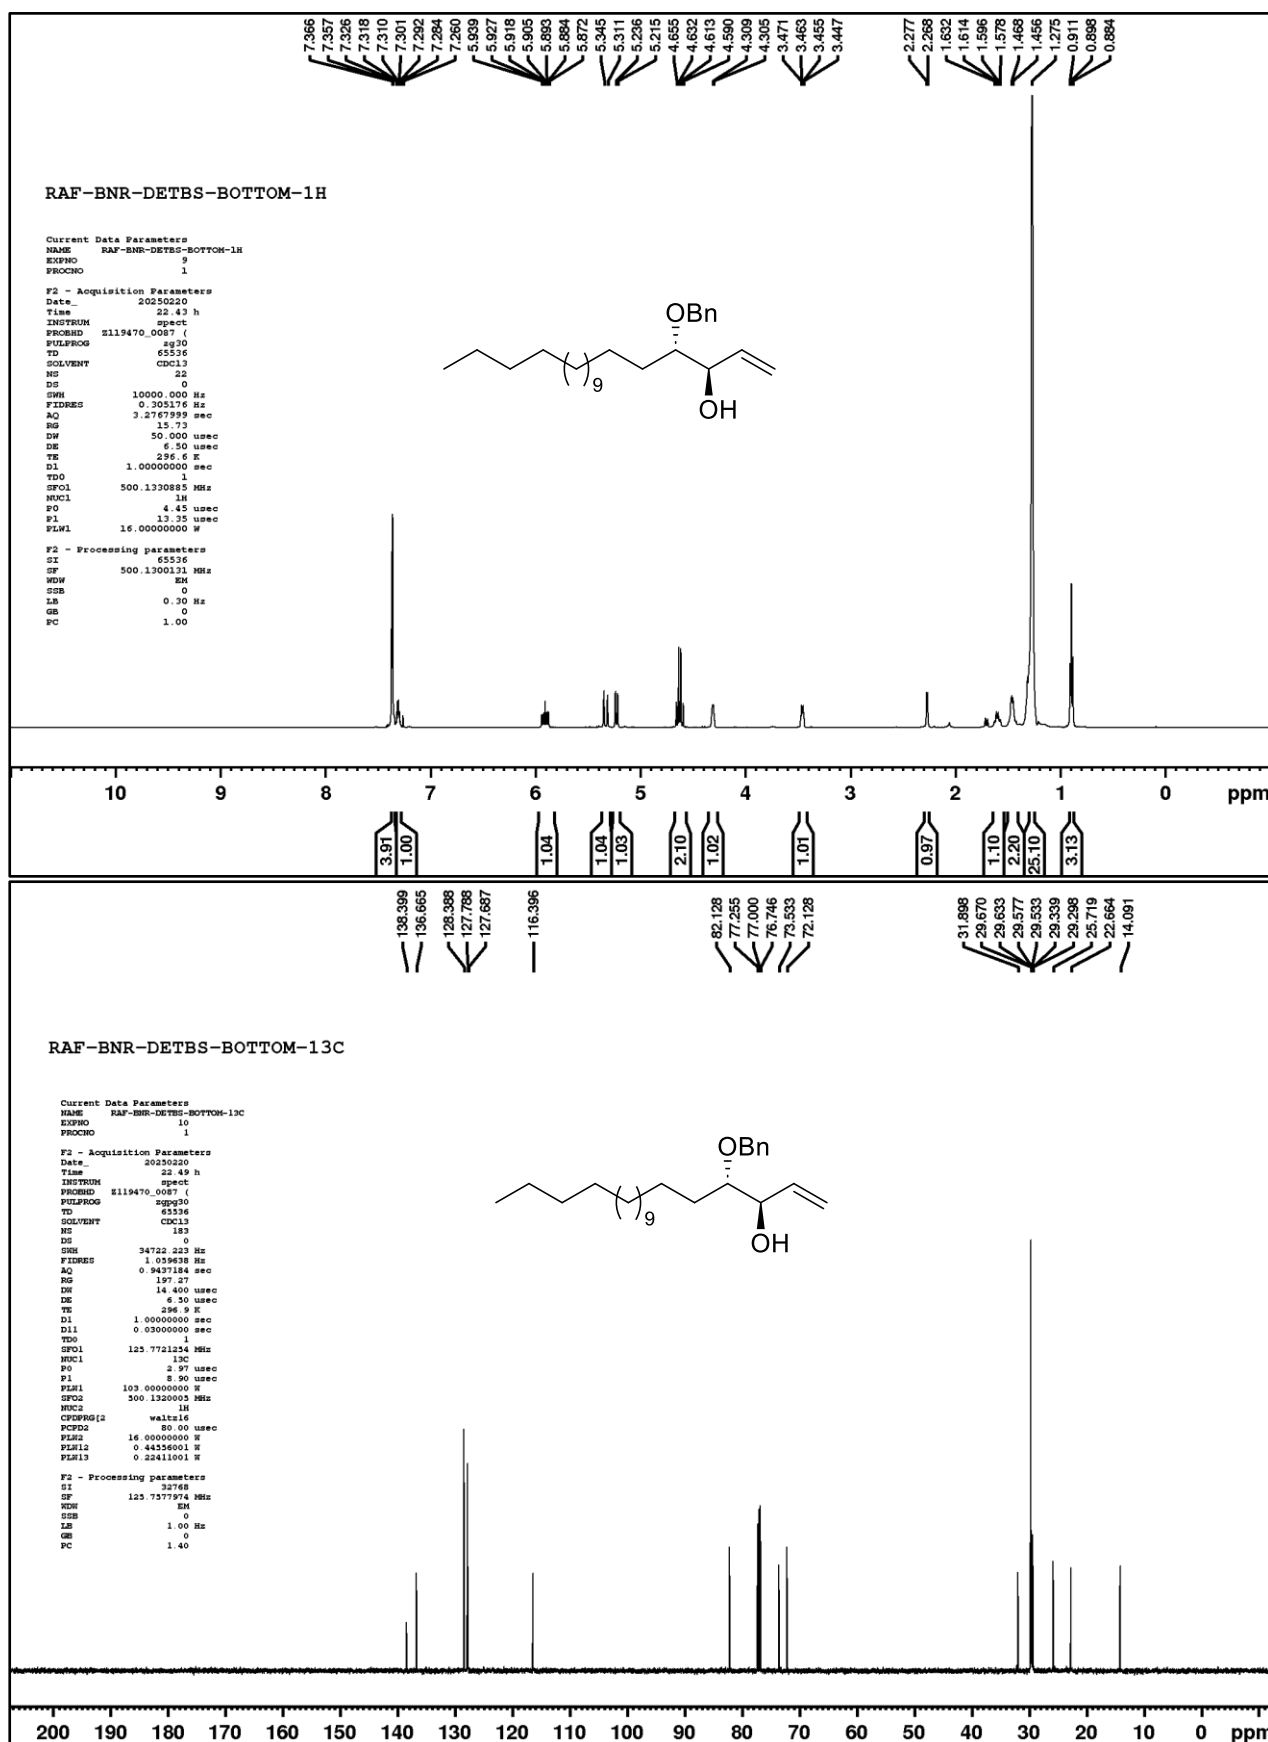 7.366 7.357 7.326 7.318 7.310 7.301 7.292 7.284 7.260 5.939 5.927 5.918 5.905 5.893 5.884 5.872 5.345 5.311 5.236 5.215 4.655 4.632 4.613 4.590 4.309 4.305 3.471 3.463 3.455 3.447 2.277 2.268 1.632 1.614 1.596 1.578 1.468 1.456 1.275 0.911 0.898 0.884
RAF-BNR-DETBS-BOTTOM-1H
Current Data Parameters
NAME RAF-BNR-DETBS-BOTTOM-1H
EXPNO 9
PROCNO 1
F2 - Acquisition Parameters
Date_ 20250220
Time 22.43 h
INSTRUM spect
PROBHD Z119470_0087 (
PULPROG zg30
TD 65536
SOLVENT CDCl3
NS 22
DS 0
SWH 10000.000 Hz
FIDRES 0.305176 Hz
AQ 3.2767999 sec
RG 15.73
DW 50.000 usec
DE 6.50 usec
TE 296.6 K
D1 1.00000000 sec
TD0 1
SFO1 500.1330885 MHz
NUC1 1H
P0 4.45 usec
P1 13.35 usec
PLW1 16.00000000 W
F2 - Processing parameters
SI 65536
SF 500.1300131 MHz
WDW EM
SSB 0
LB 0.30 Hz
GB 0
PC 1.00
OBn
9
OH
10 9 8 7 6 5 4 3 2 1 0 ppm
3.91 1.00 1.04 1.04 1.03 2.10 1.02 1.01 0.97 1.10 2.20 25.10 3.13
138.399 136.665 128.388 127.788 127.687 116.396 82.128 77.255 77.000 76.746 73.533 72.128 31.898 29.670 29.633 29.577 29.533 29.339 29.298 25.719 22.664 14.091
RAF-BNR-DETBS-BOTTOM-13C
Current Data Parameters
NAME RAF-BNR-DETBS-BOTTOM-13C
EXPNO 10
PROCNO 1
F2 - Acquisition Parameters
Date_ 20250220
Time 22.49 h
INSTRUM spect
PROBHD Z119470_0087 (
PULPROG zgpg30
TD 65536
SOLVENT CDCl3
NS 183
DS 0
SWH 34722.223 Hz
FIDRES 1.059638 Hz
AQ 0.9437184 sec
RG 197.27
DW 14.400 usec
DE 6.50 usec
TE 296.9 K
D1 1.00000000 sec
D11 0.03000000 sec
TD0 1
SFO1 125.7721254 MHz
NUC1 13C
P0 2.97 usec
P1 8.90 usec
PLW1 103.00000000 W
SFO2 500.1320005 MHz
NUC2 1H
CPDPRG[2 waltz16
PCPD2 80.00 usec
PLW2 16.00000000 W
PLW12 0.44556001 W
PLW13 0.22411001 W
F2 - Processing parameters
SI 32768
SF 125.7577974 MHz
WDW EM
SSB 0
LB 1.00 Hz
GB 0
PC 1.40
OBn
9
OH
200 190 180 170 160 150 140 130 120 110 100 90 80 70 60 50 40 30 20 10 0 ppm